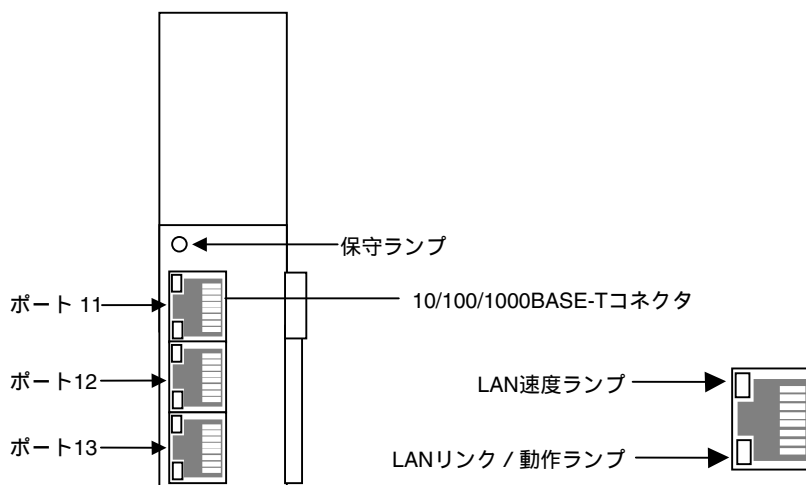 保守ランプ
ポート 11
10/100/1000BASE-Tコネクタ
ポート12
LAN速度ランプ
ポート13
LANリンク / 動作ランプ